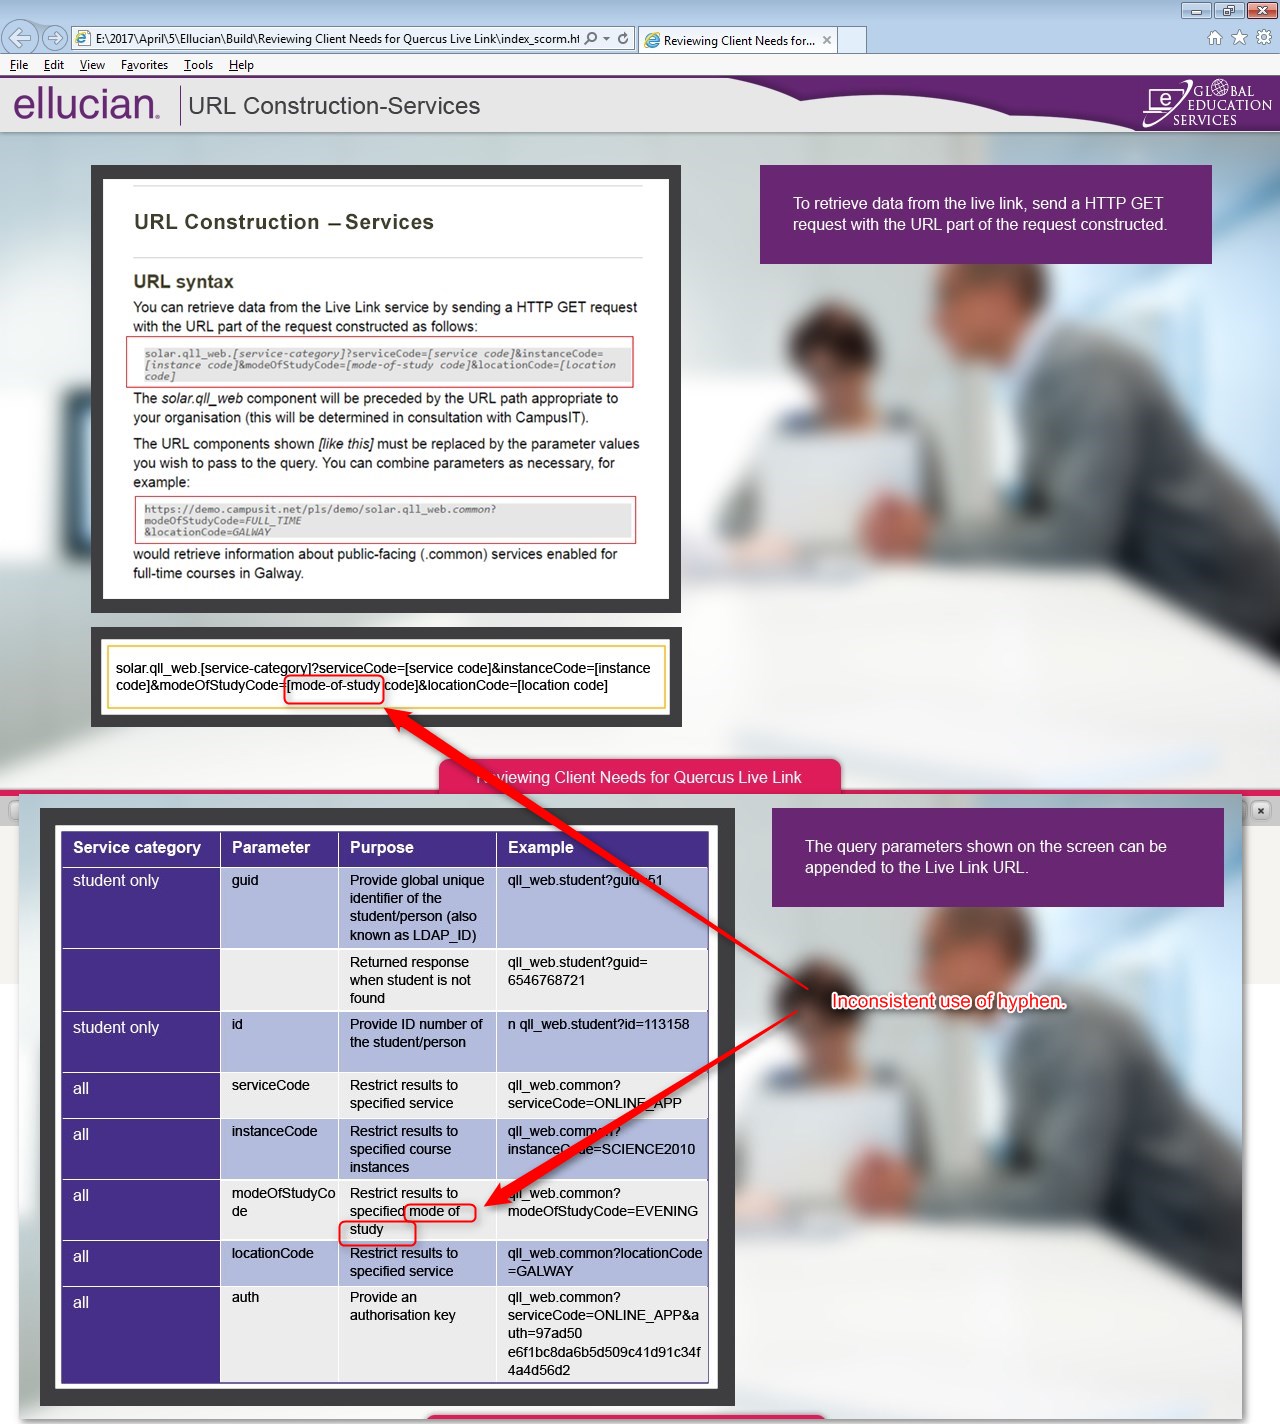 E:\2017\April\5\Ellucian\Build\Reviewing Client Needs for Quercus Live Link\index_scorm.ht
Reviewing Client Needs for...
File Edit View Favorites Tools Help
ellucian.
URL Construction-Services
GLOBAL
EDUCATION
SERVICES
URL Construction – Services
URL syntax
You can retrieve data from the Live Link service by sending a HTTP GET request
with the URL part of the request constructed as follows:
solar.qll_web.[service-category]?serviceCode=[service code]&instanceCode=
[instance code]&modeOfStudyCode=[mode-of-study code]&locationCode=[location
code]
The solar.qll_web component will be preceded by the URL path appropriate to
your organisation (this will be determined in consultation with CampusIT).
The URL components shown [like this] must be replaced by the parameter values
you wish to pass to the query. You can combine parameters as necessary, for
example:
https://demo.campusit.net/pls/demo/solar.qll_web.common?
modeOfStudyCode=FULL_TIME
&locationCode=GALWAY
would retrieve information about public-facing (.common) services enabled for
full-time courses in Galway.
To retrieve data from the live link, send a HTTP GET
request with the URL part of the request constructed.
solar.qll_web.[service-category]?serviceCode=[service code]&instanceCode=[instance
code]&modeOfStudyCode=[mode-of-study code]&locationCode=[location code]
Reviewing Client Needs for Quercus Live Link
Service category Parameter Purpose Example
student only guid Provide global unique qll_web.student?guid=51
identifier of the
student/person (also
known as LDAP_ID)
Returned response qll_web.student?guid=
when student is not 6546768721
found
student only id Provide ID number of n qll_web.student?id=113158
the student/person
all serviceCode Restrict results to qll_web.common?
specified service serviceCode=ONLINE_APP
all instanceCode Restrict results to qll_web.common?
specified course instanceCode=SCIENCE2010
instances
all modeOfStudyCo Restrict results to qll_web.common?
de specified mode of modeOfStudyCode=EVENING
study
all locationCode Restrict results to qll_web.common?locationCode
specified service =GALWAY
all auth Provide an qll_web.common?
authorisation key serviceCode=ONLINE_APP&a
uth=97ad50
e6f1bc8da6b5d509c41d91c34f
4a4d56d2
The query parameters shown on the screen can be
appended to the Live Link URL.
Inconsistent use of hyphen.